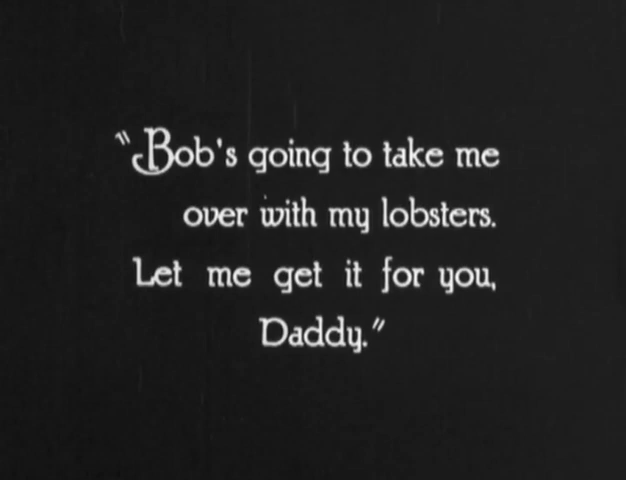 "Bob's going to take me
over with my lobsters.
Let me get it for you,
Daddy."